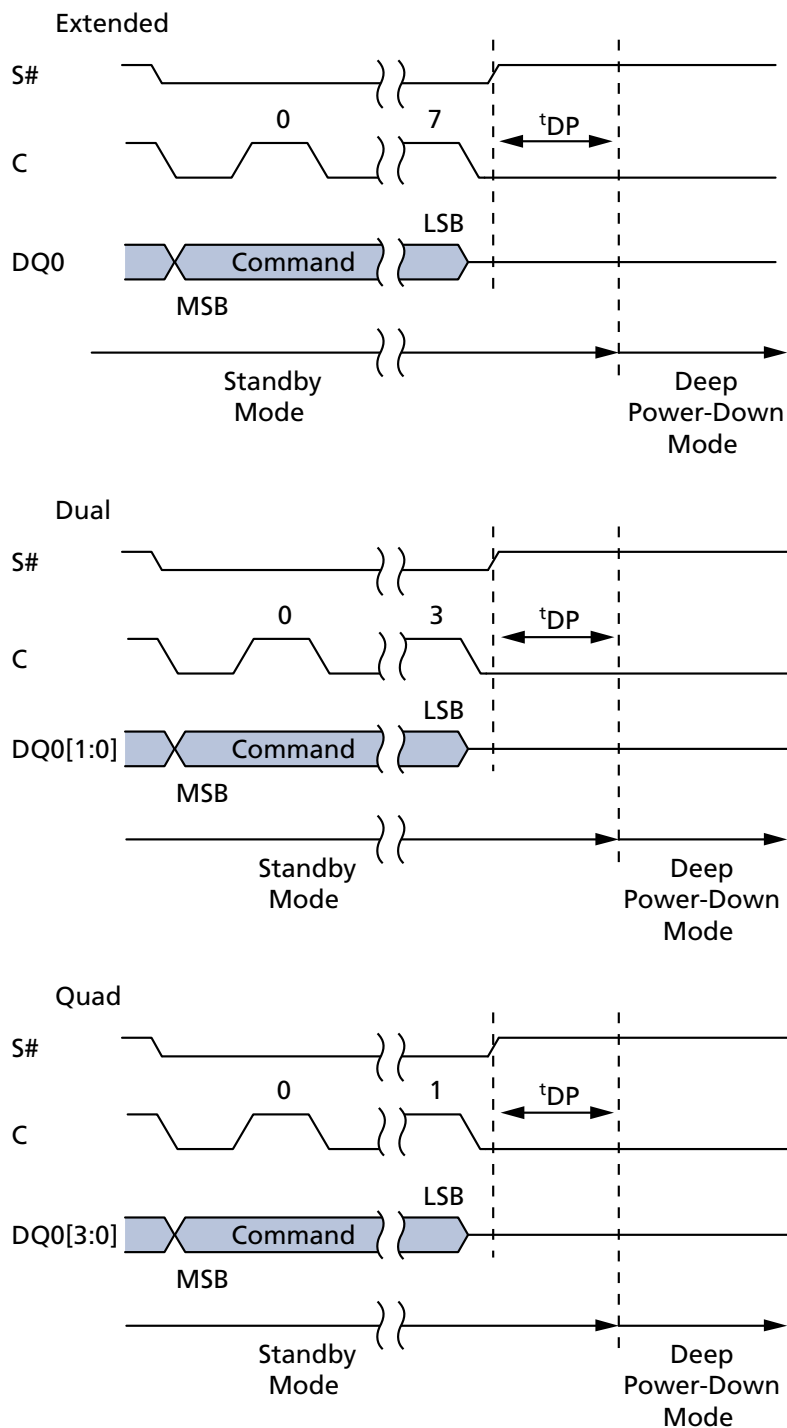 Extended
S#
0 7
tDP
C
LSB
DQ0
Command
MSB
Standby
Mode
Deep
Power-Down
Mode
Dual
S#
0 3
tDP
C
LSB
DQ0[1:0]
Command
MSB
Standby
Mode
Deep
Power-Down
Mode
Quad
S#
0 1
tDP
C
LSB
DQ0[3:0]
Command
MSB
Standby
Mode
Deep
Power-Down
Mode